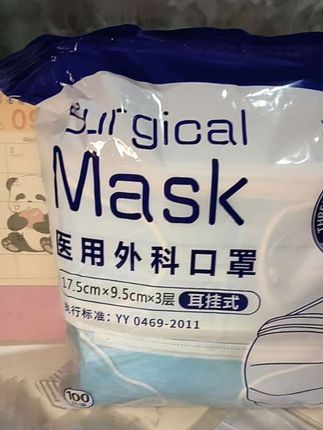 Surgical
Mask
医用外科口罩
17.5cm×9.5cm×3层 耳挂式
执行标准：YY 0469-2011
100